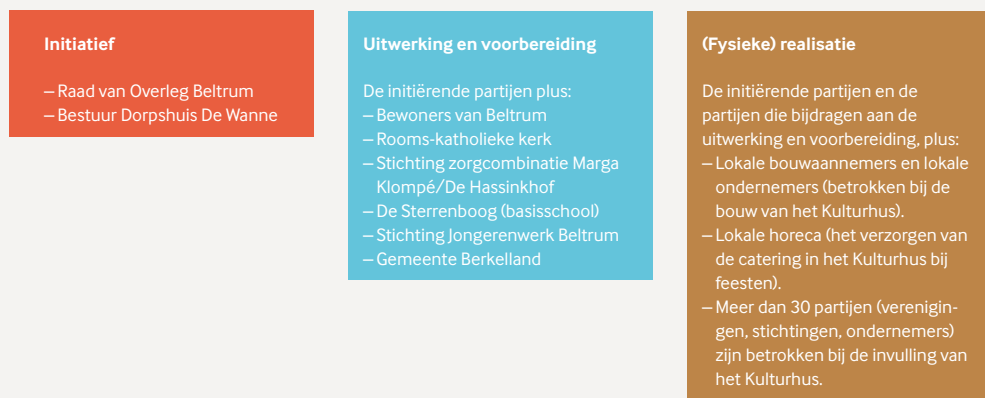 Initiatief
– Raad van Overleg Beltrum
– Bestuur Dorpshuis De Wanne
Uitwerking en voorbereiding
De initiërende partijen plus:
– Bewoners van Beltrum
– Rooms-katholieke kerk
– Stichting zorgcombinatie Marga
Klompé/De Hassinkhof
– De Sterrenboog (basisschool)
– Stichting Jongerenwerk Beltrum
– Gemeente Berkelland
(Fysieke) realisatie
De initiërende partijen en de
partijen die bijdragen aan de
uitwerking en voorbereiding, plus:
– Lokale bouwaannemers en lokale
ondernemers (betrokken bij de
bouw van het Kulturhus).
– Lokale horeca (het verzorgen van
de catering in het Kulturhus bij
feesten).
– Meer dan 30 partijen (verenigin-
gen, stichtingen, ondernemers)
zijn betrokken bij de invulling van
het Kulturhus.